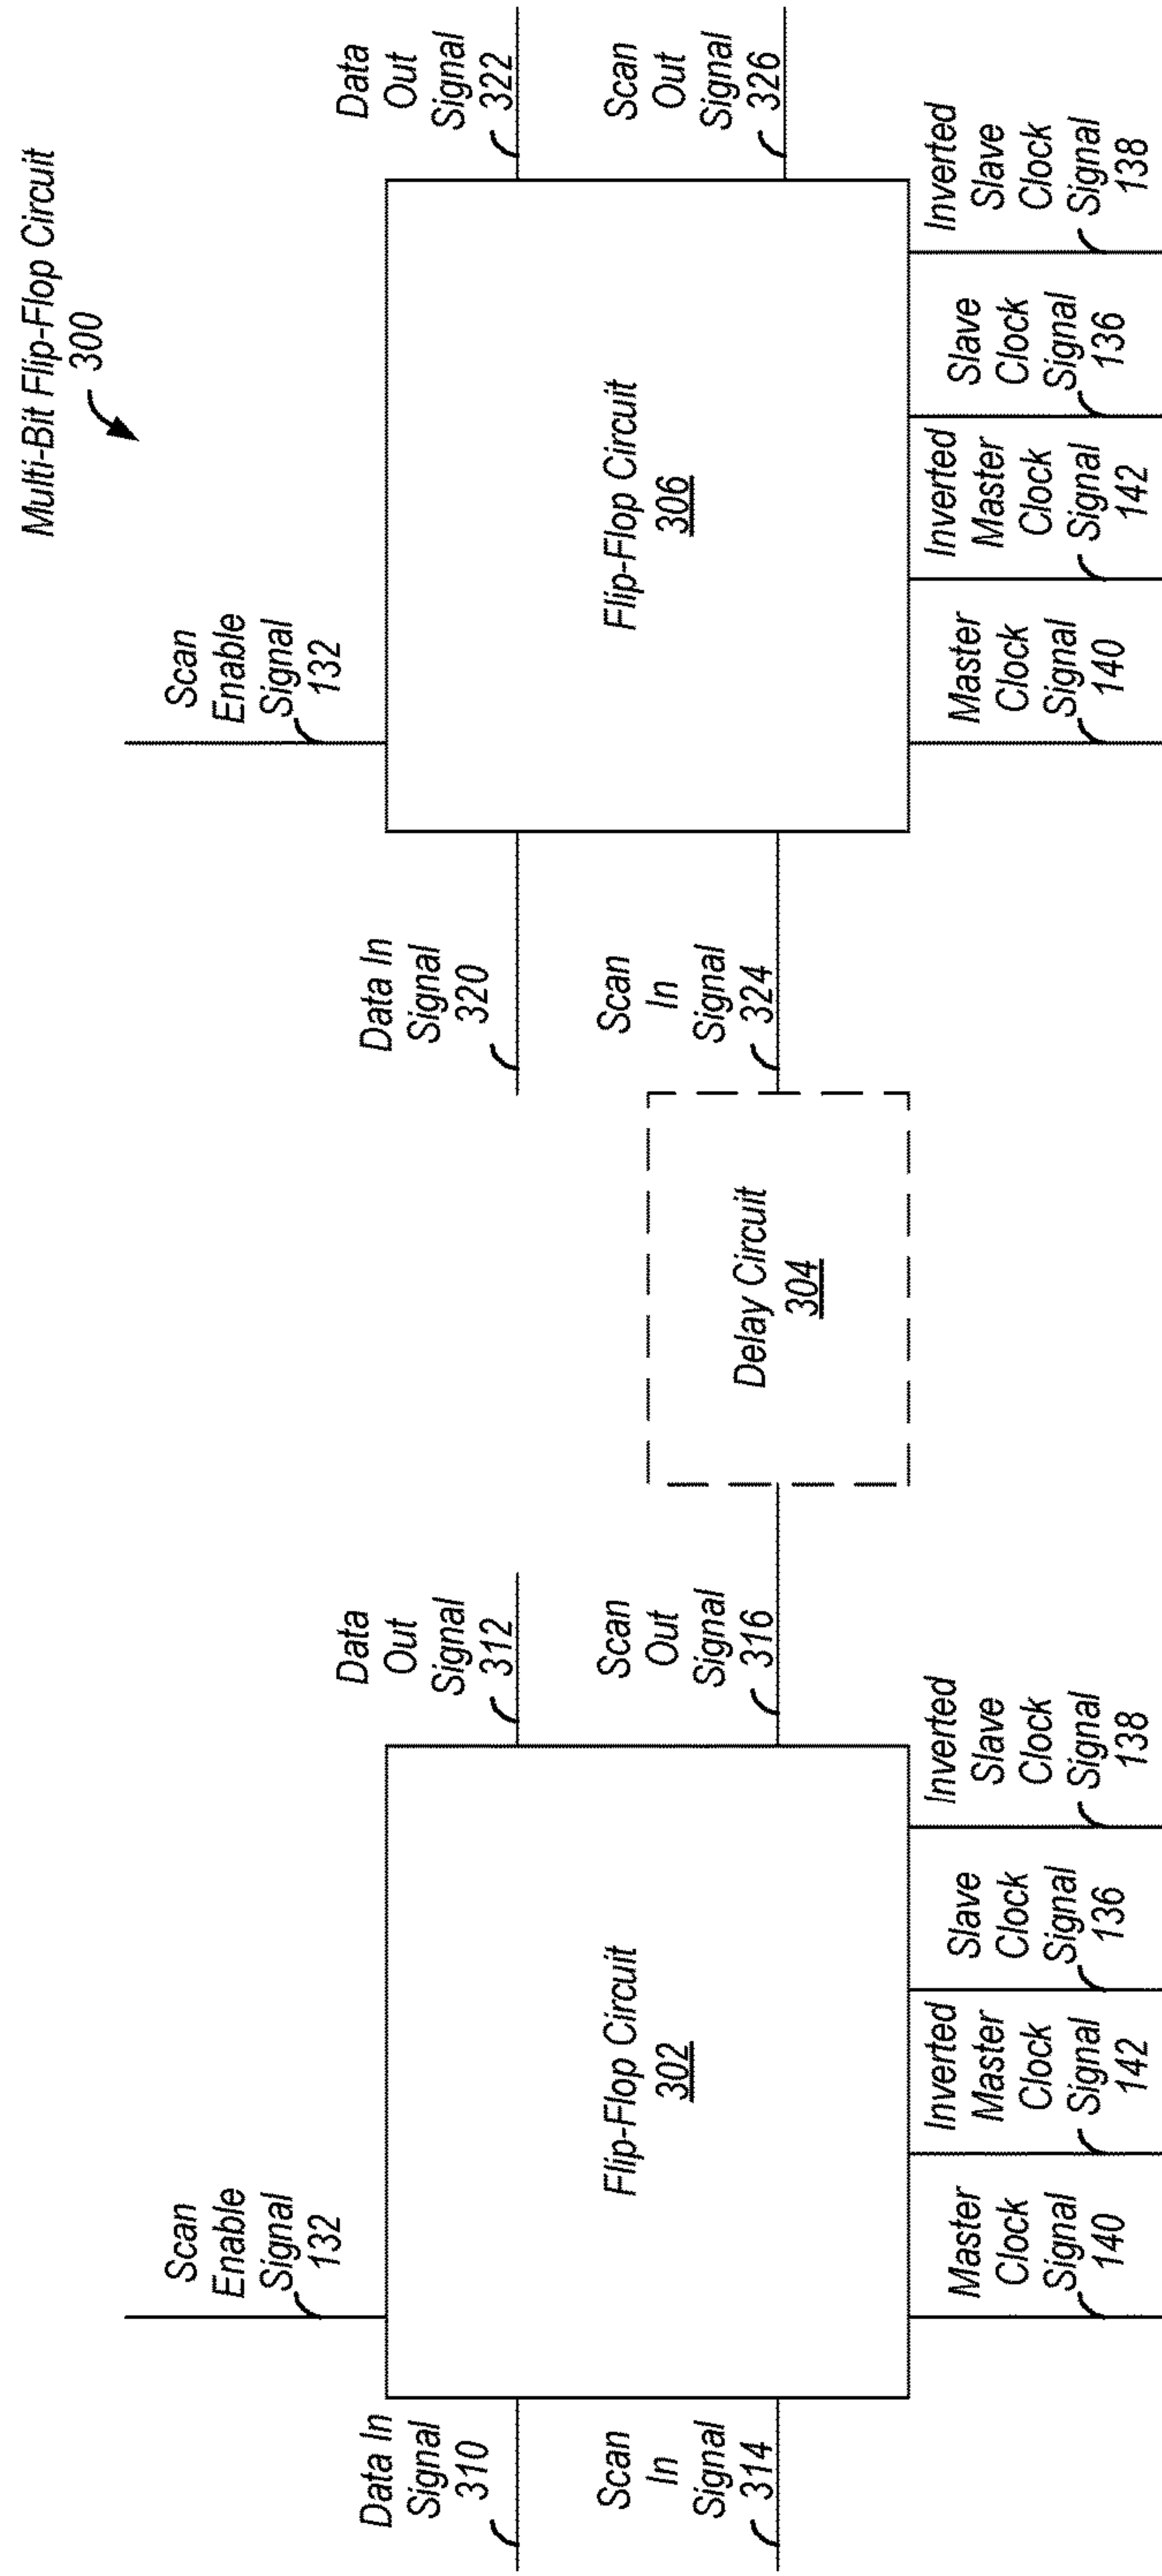 Multi-Bit Flip-Flop Circuit
300
Scan
Enable
Signal
132
Scan
Enable
Signal
132
Data In
Signal
310
Scan
In
Signal
314
Flip-Flop Circuit
302
Data
Out
Signal
312
Scan
Out
Signal
316
Delay Circuit
304
Data In
Signal
320
Scan
In
Signal
324
Flip-Flop Circuit
306
Data
Out
Signal
322
Scan
Out
Signal
326
Master
Clock
Signal
140
Inverted
Master
Clock
Signal
142
Slave
Clock
Signal
136
Inverted
Slave
Clock
Signal
138
Master
Clock
Signal
140
Inverted
Master
Clock
Signal
142
Slave
Clock
Signal
136
Inverted
Slave
Clock
Signal
138